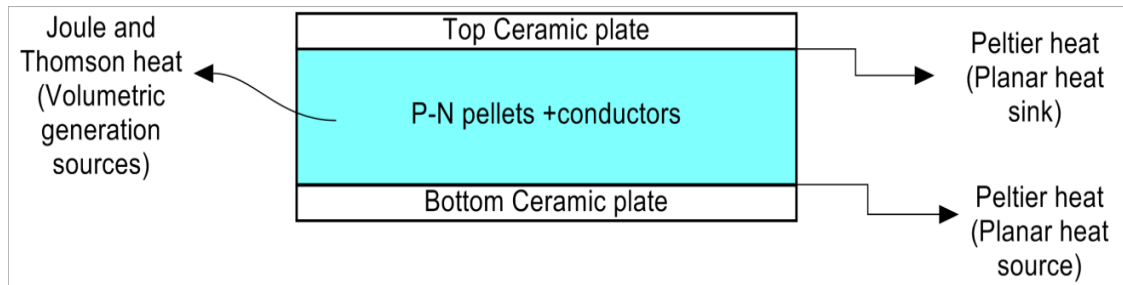 Joule and
Thomson heat
(Volumetric
generation
sources)
Top Ceramic plate
P-N pellets +conductors
Bottom Ceramic plate
Peltier heat
(Planar heat
sink)
Peltier heat
(Planar heat
source)